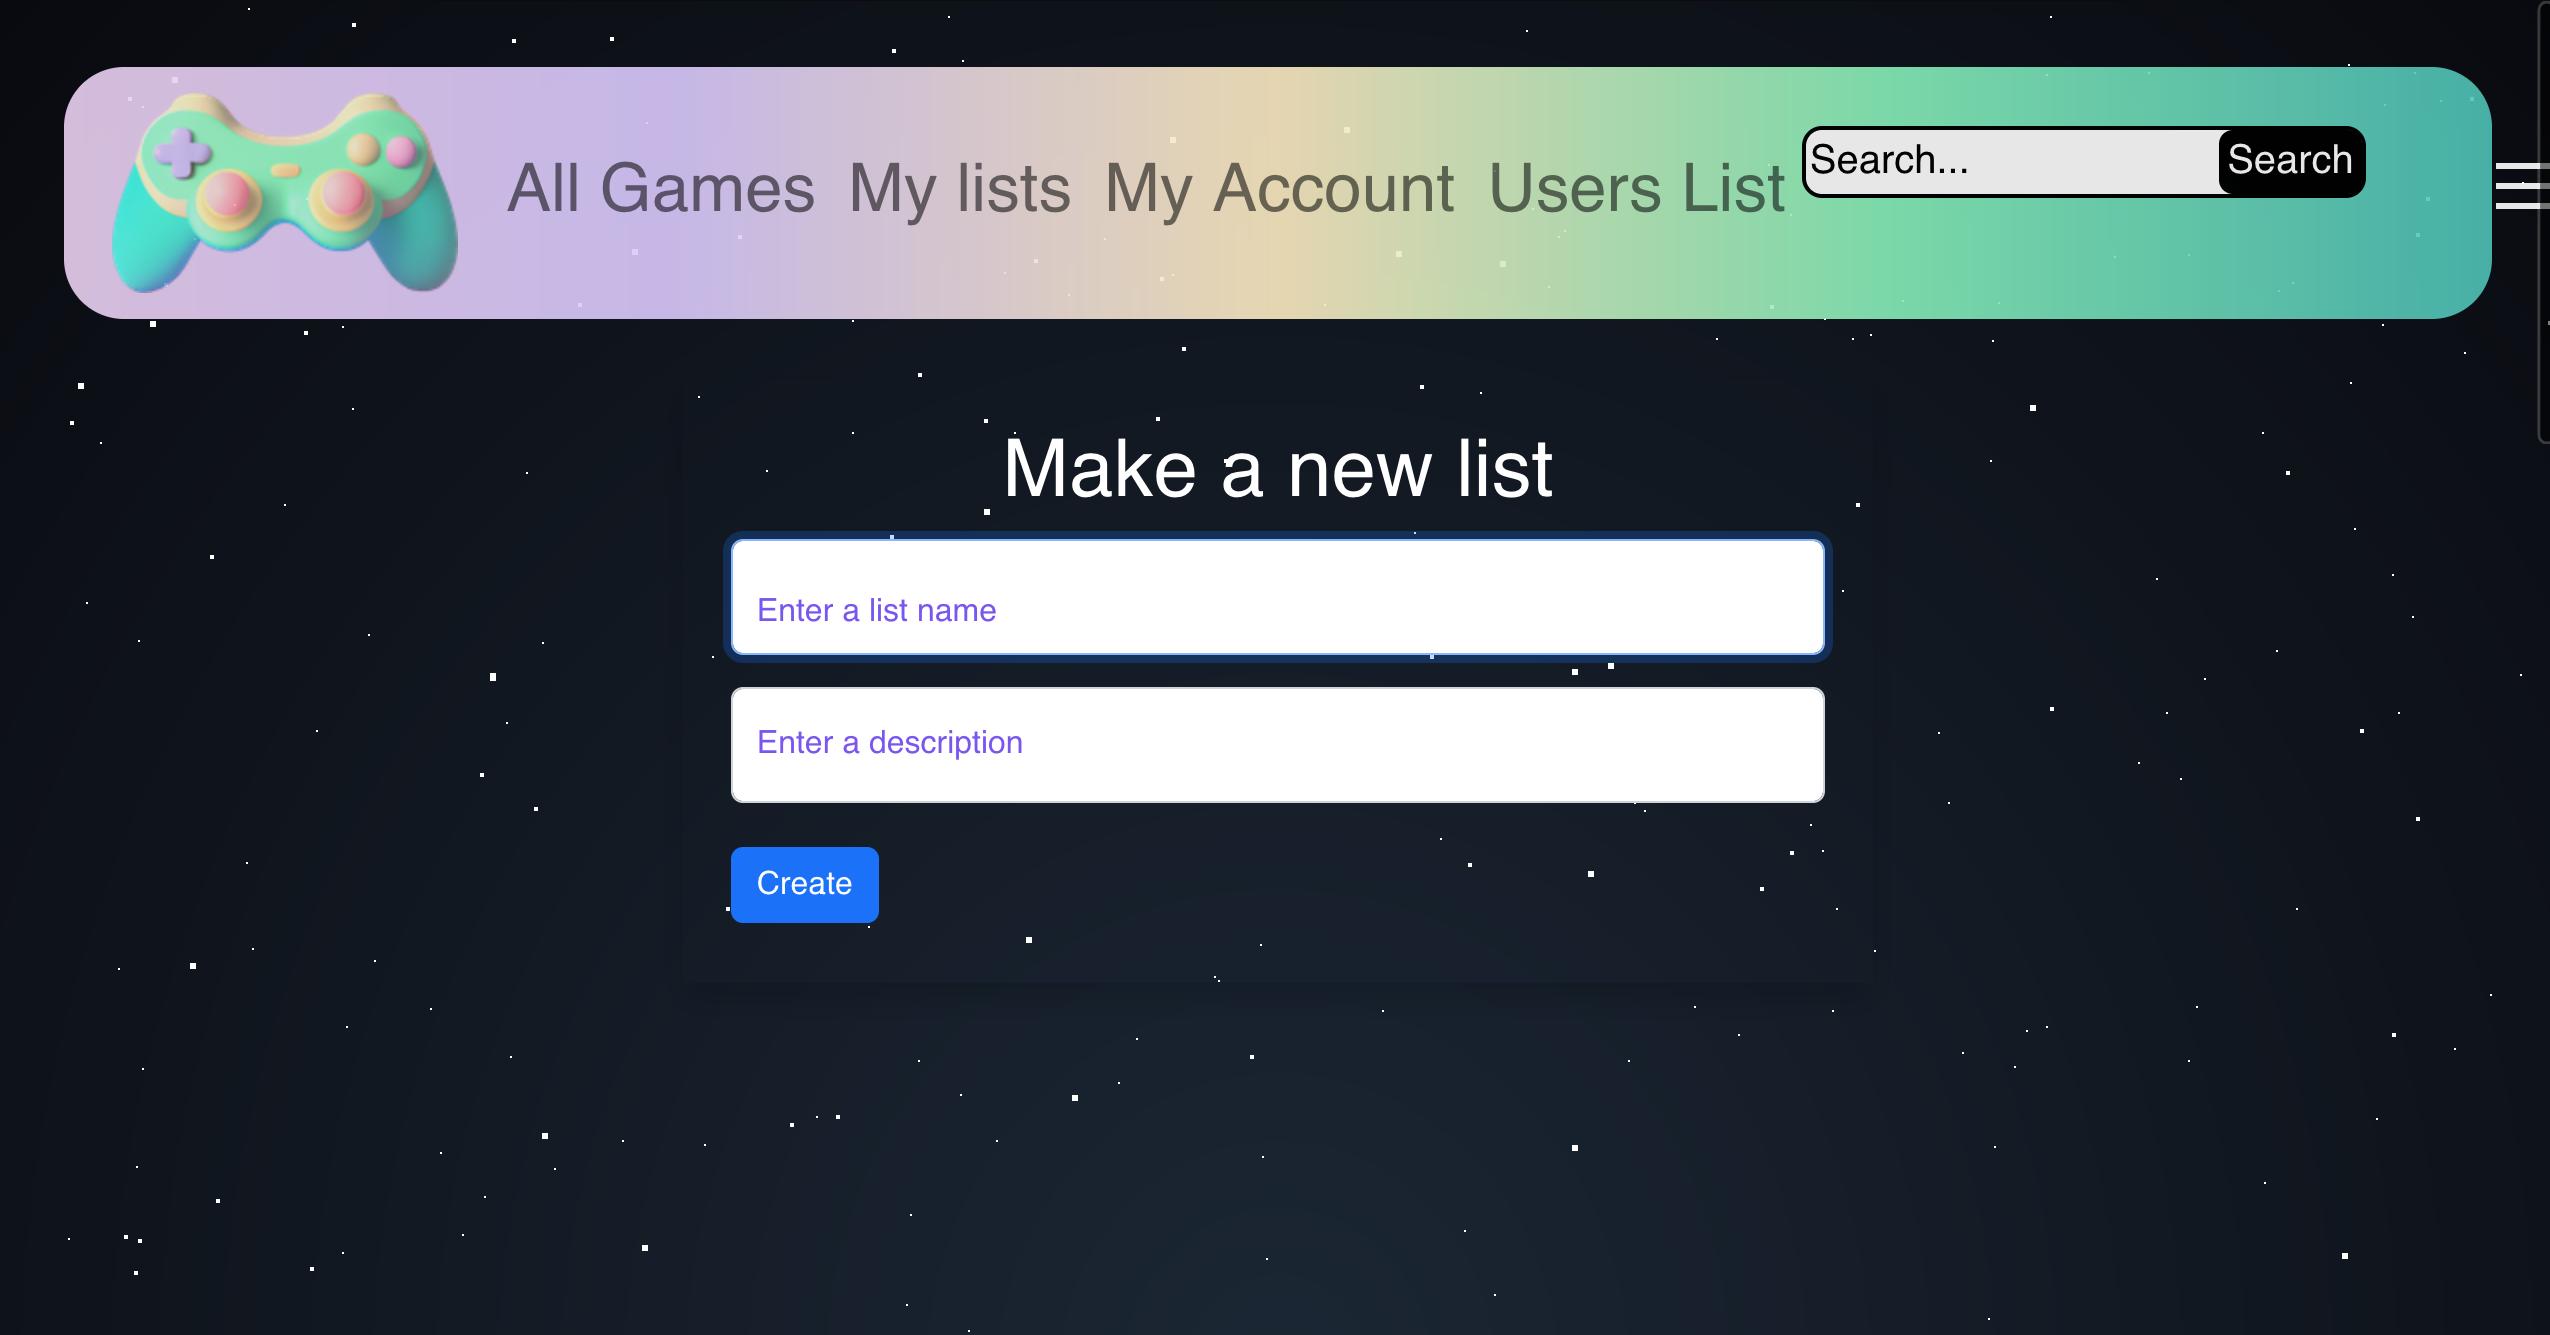 All Games My lists My Account Users List Search... Search
Make a new list
Enter a list name
Enter a description
Create